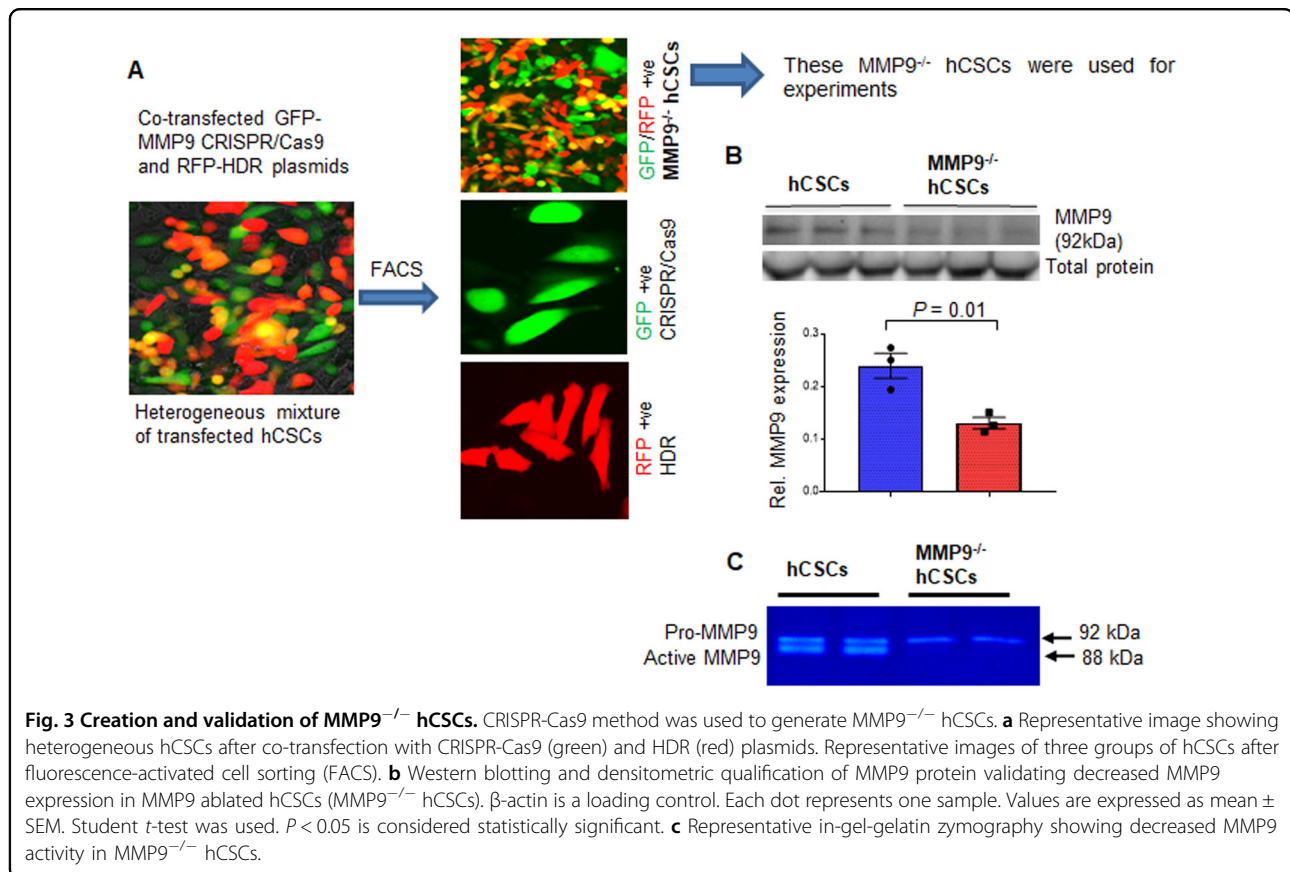 A
Co-transfected GFP-
MMP9 CRISPR/Cas9
and RFP-HDR plasmids
Heterogeneous mixture
of transfected hCSCs
FACS
GFP/RFP +ve
MMP9-/- hCSCs
GFP +ve
CRISPR/Cas9
RFP +ve
HDR
These MMP9-/- hCSCs were used for
experiments
B
hCSCs
MMP9-/-
hCSCs
MMP9
(92kDa)
Total protein
P = 0.01
Rel. MMP9 expression
0.3
0.2
0.1
0.0
C
hCSCs
MMP9-/-
hCSCs
Pro-MMP9
Active MMP9
92 kDa
88 kDa
Fig. 3 Creation and validation of MMP9−/− hCSCs. CRISPR-Cas9 method was used to generate MMP9−/− hCSCs. a Representative image showing
heterogeneous hCSCs after co-transfection with CRISPR-Cas9 (green) and HDR (red) plasmids. Representative images of three groups of hCSCs after
fluorescence-activated cell sorting (FACS). b Western blotting and densitometric qualification of MMP9 protein validating decreased MMP9
expression in MMP9 ablated hCSCs (MMP9−/− hCSCs). β-actin is a loading control. Each dot represents one sample. Values are expressed as mean ±
SEM. Student t-test was used. P < 0.05 is considered statistically significant. c Representative in-gel-gelatin zymography showing decreased MMP9
activity in MMP9−/− hCSCs.